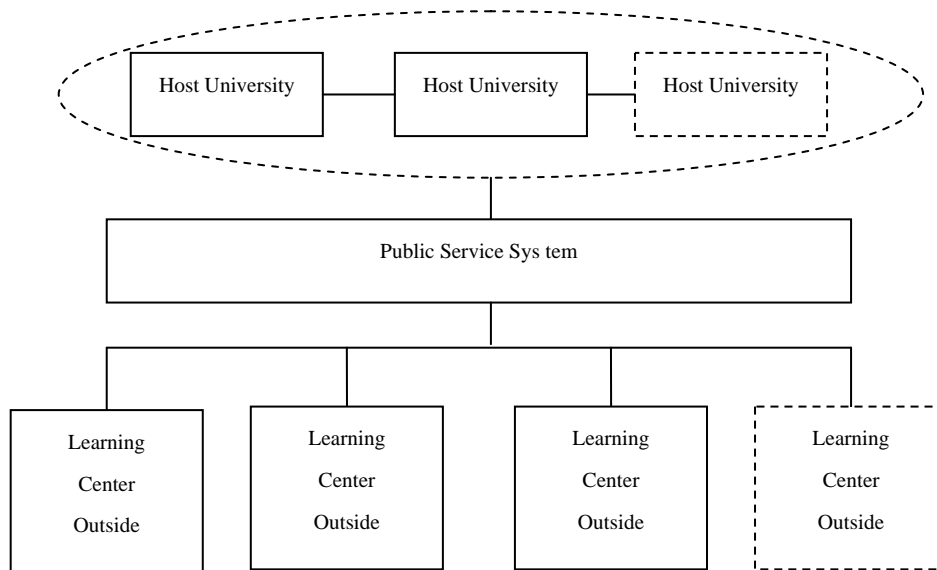 Host University
Host University
Host University
Public Service Sys tem
Learning
Center
Outside
Learning
Center
Outside
Learning
Center
Outside
Learning
Center
Outside